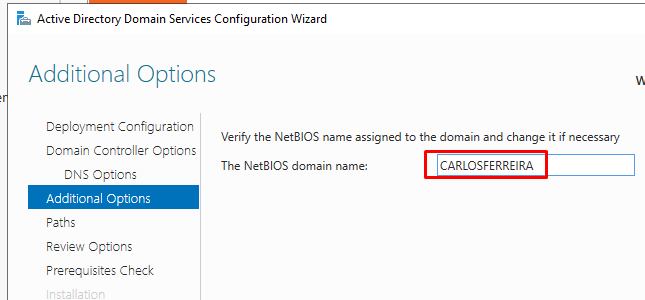 Active Directory Domain Services Configuration Wizard
Additional Options
Deployment Configuration
Domain Controller Options
DNS Options
Additional Options
Paths
Review Options
Prerequisites Check
Installation
Verify the NetBIOS name assigned to the domain and change it if necessary
The NetBIOS domain name:
CARLOSFERREIRA